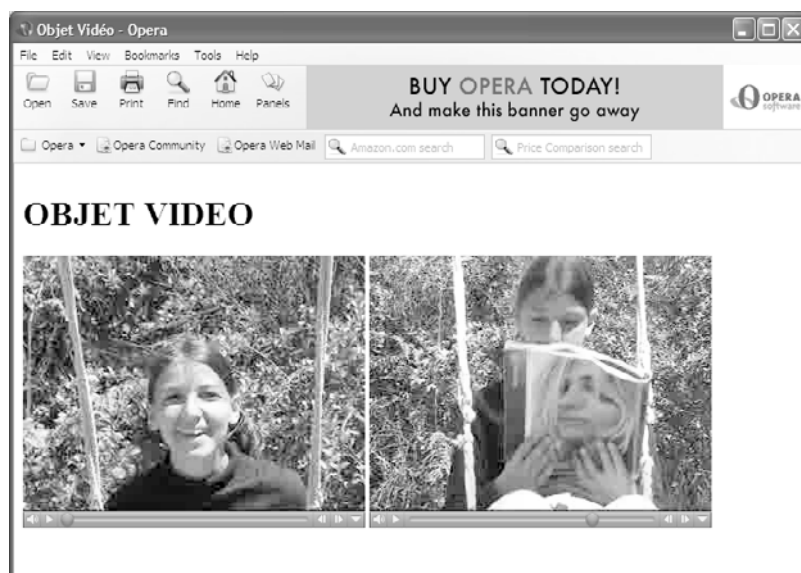 Objet Vidéo - Opera
File Edit View Bookmarks Tools Help
Open Save Print Find Home Panels
BUY OPERA TODAY!
And make this banner go away
OPERA
software
Opera Opera Community Opera Web Mail Amazon.com search Price Comparison search
OBJET VIDEO